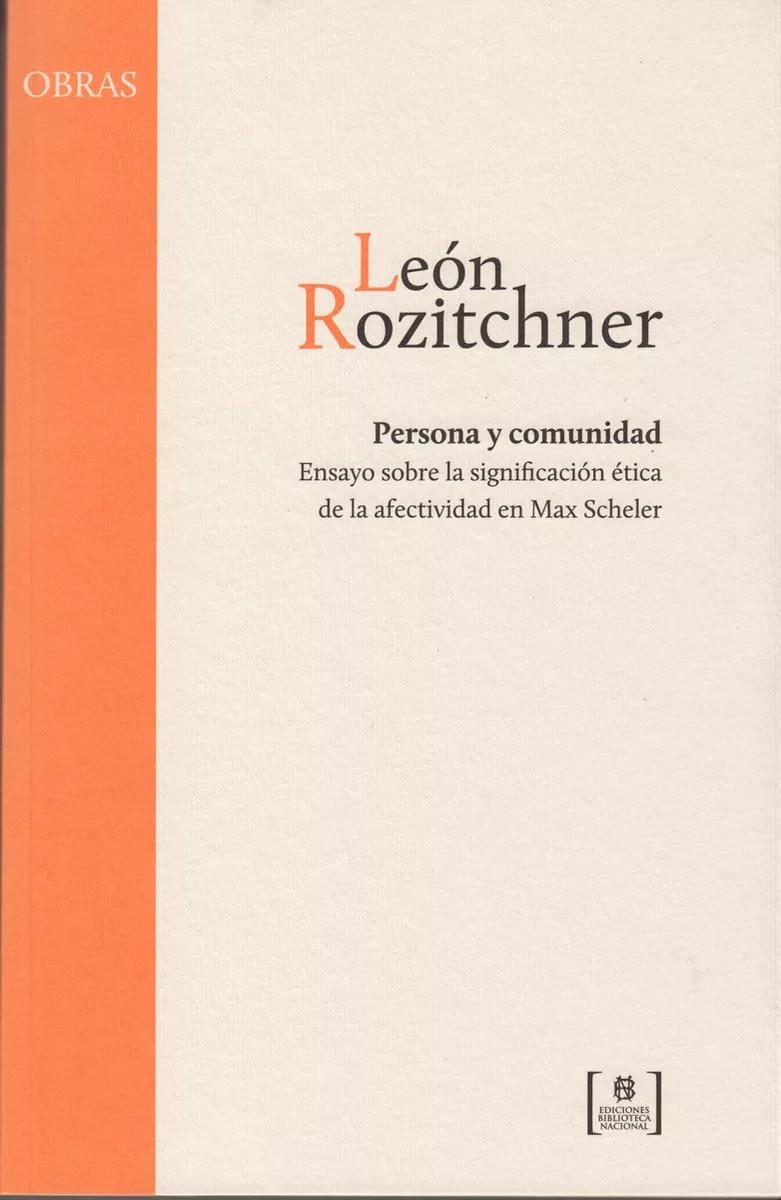 OBRAS
León
Rozitchner
Persona y comunidad
Ensayo sobre la significación ética
de la afectividad en Max Scheler
EDICIONES
BIBLIOTECA
NACIONAL